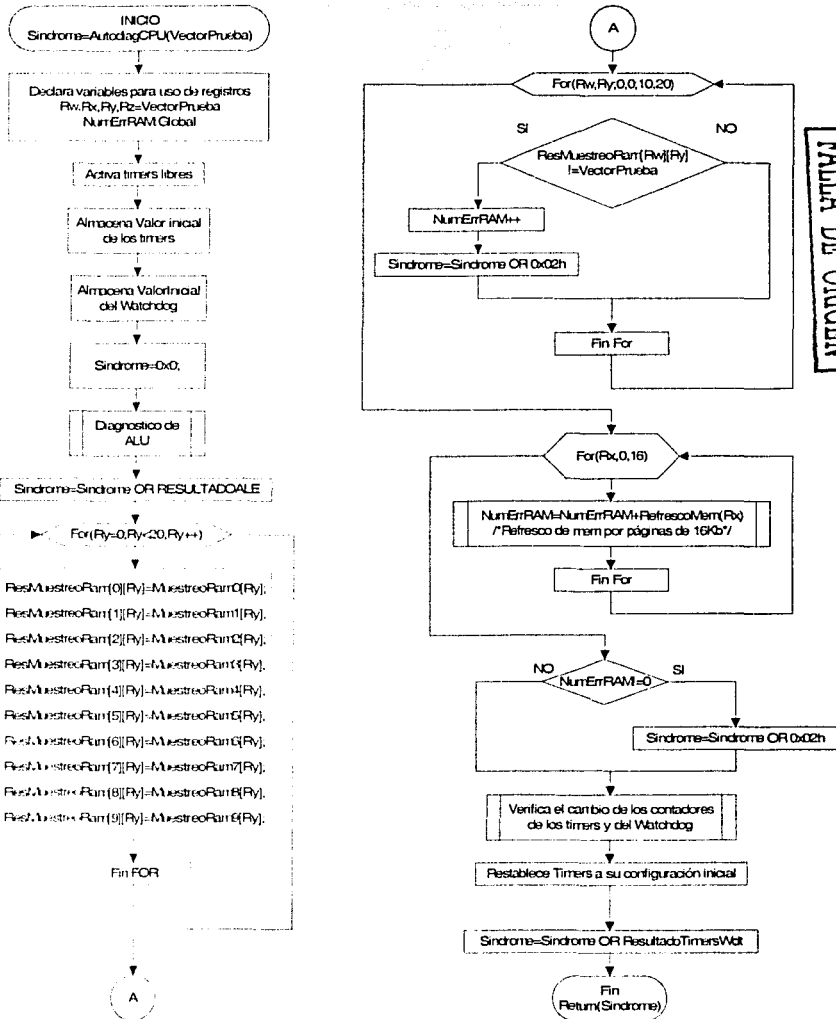 INICIO
Sindrome=AutodiagCPU(VectorPrueba)
Declara variables para uso de registros
Rw,Rx,Ry,Rz=VectorPrueba
NumErrRAM Global
Activa timers libres
Almacena Valor inicial
de los timers
Almacena ValorInicial
del Watchdog
Sindrome=0x0;
Diagnostico de
ALU
Sindrome=Sindrome OR RESULTADOALE
For(Ry=0,Ry<20,Ry++)
ResMuestreoRam[0][Ry]=MuestreoRam0[Ry];
ResMuestreoRam[1][Ry]=MuestreoRam1[Ry],
ResMuestreoRam[2][Ry]=MuestreoRam2[Ry],
ResMuestreoRam[3][Ry]=MuestreoRam3[Ry],
ResMuestreoRam[4][Ry]=MuestreoRam4[Ry],
ResMuestreoRam[5][Ry]=MuestreoRam5[Ry],
ResMuestreoRam[6][Ry]=MuestreoRam6[Ry],
ResMuestreoRam[7][Ry]=MuestreoRam7[Ry];
ResMuestreoRam[8][Ry]=MuestreoRam8[Ry],
ResMuestreoRam[9][Ry]=MuestreoRam9[Ry];
Fin FOR
A
A
For(Rw,Ry;0,0;10,20)
SI
NO
ResMuestreoRam[Rw][Ry]
!=VectorPrueba
NumErrRAM++
Sindrome=Sindrome OR 0x02h
Fin For
For(Rx,0,16)
NumErrRAM=NumErrRAM+RefrescoMem(Rx)
/*Refresco de mem por páginas de 16Kb*/
Fin For
NO
SI
NumErrRAM!=0
Sindrome=Sindrome OR 0x02h
Verifica el cambio de los contadores
de los timers y del Watchdog
Restablece Timers a su configuración inicial
Sindrome=Sindrome OR ResultadoTimersWdt
Fin
Return(Sindrome)
FALLA DE ORIGEN